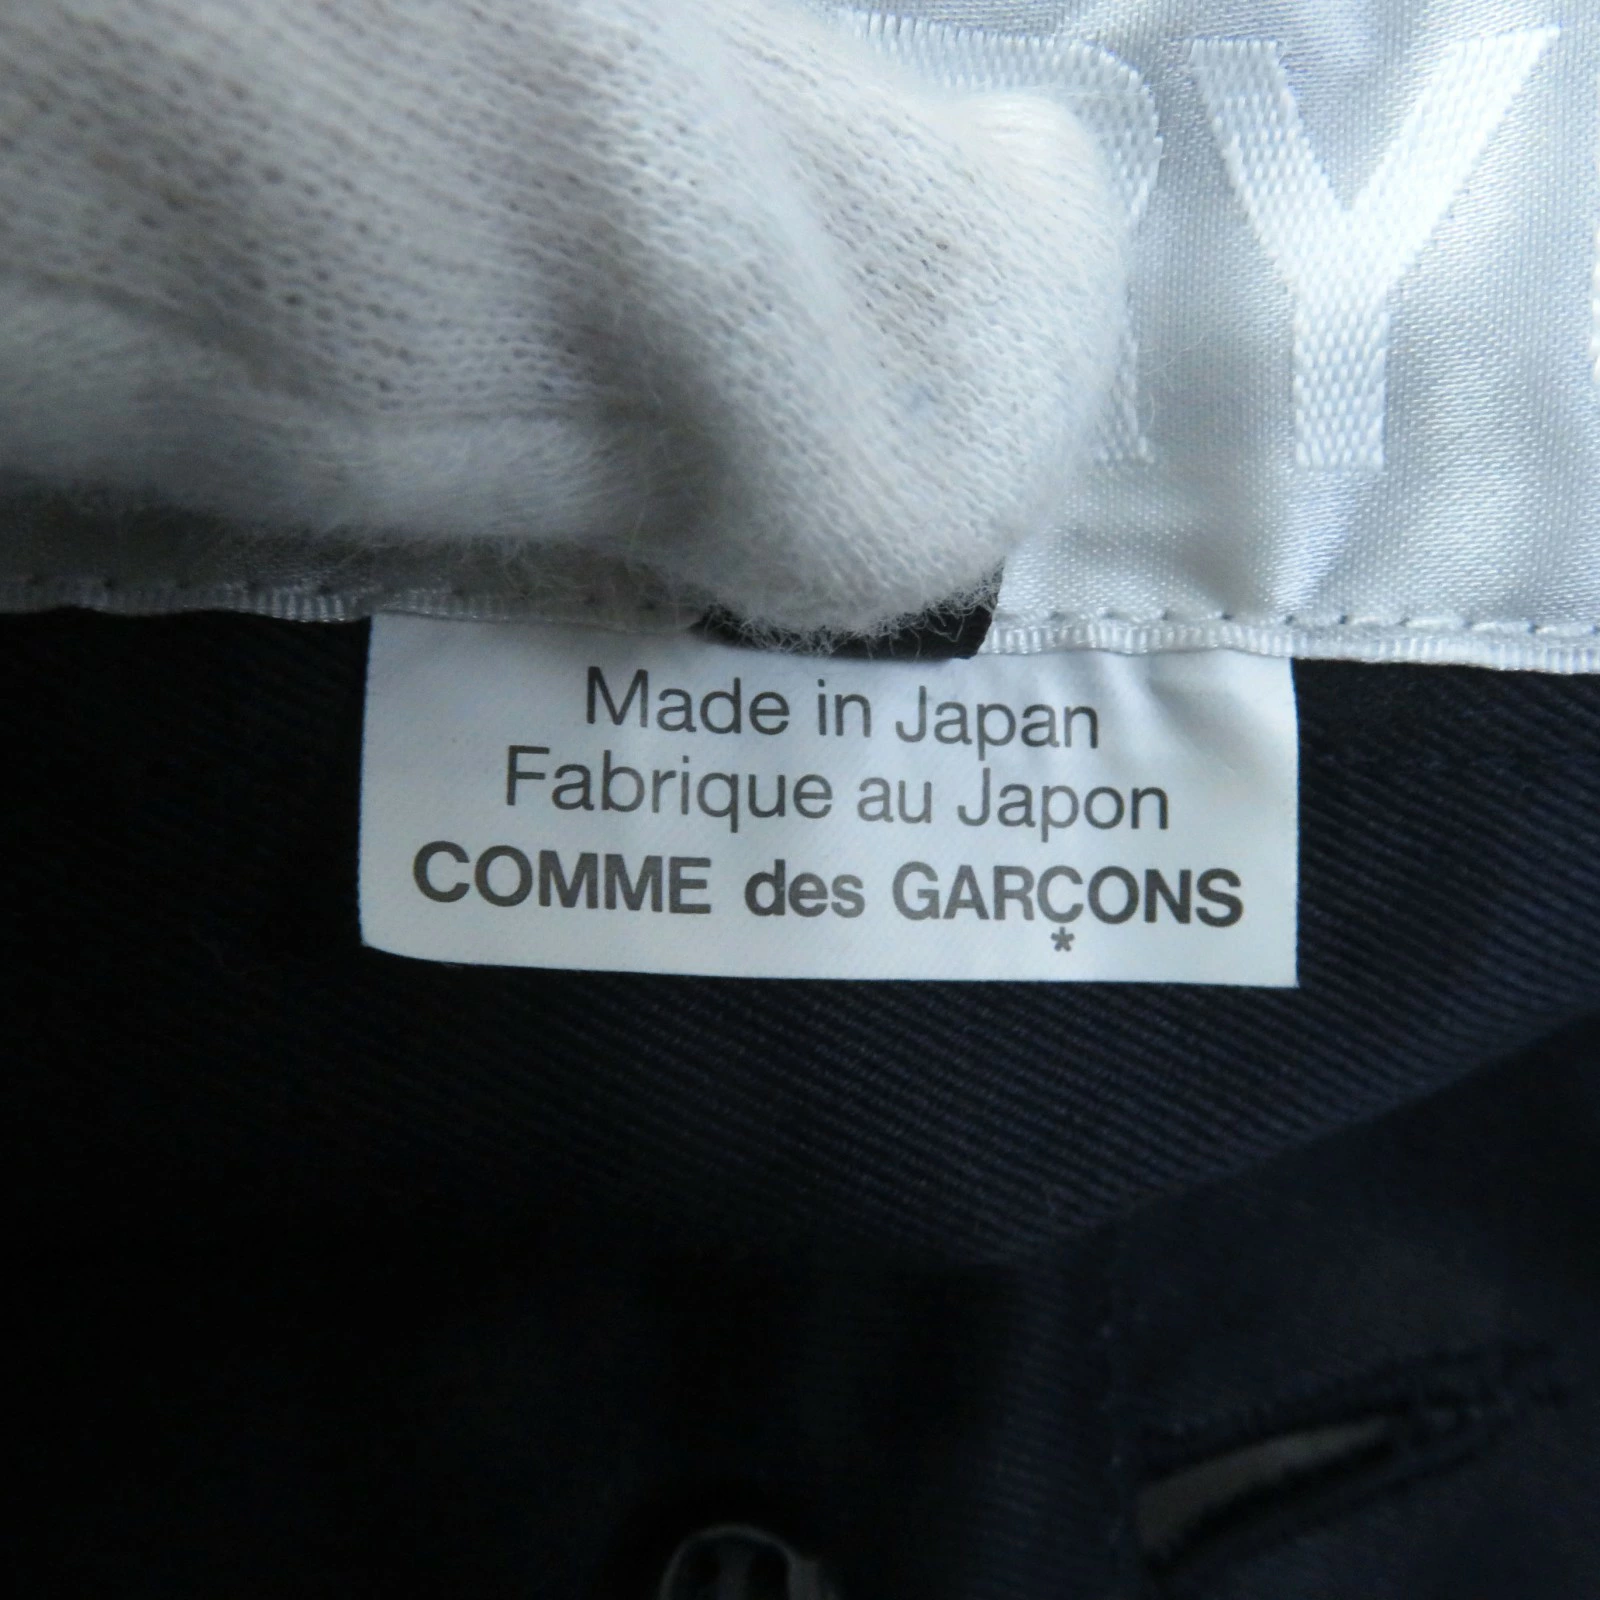 Made in Japan
Fabrique au Japon
COMME des GARÇONS
*